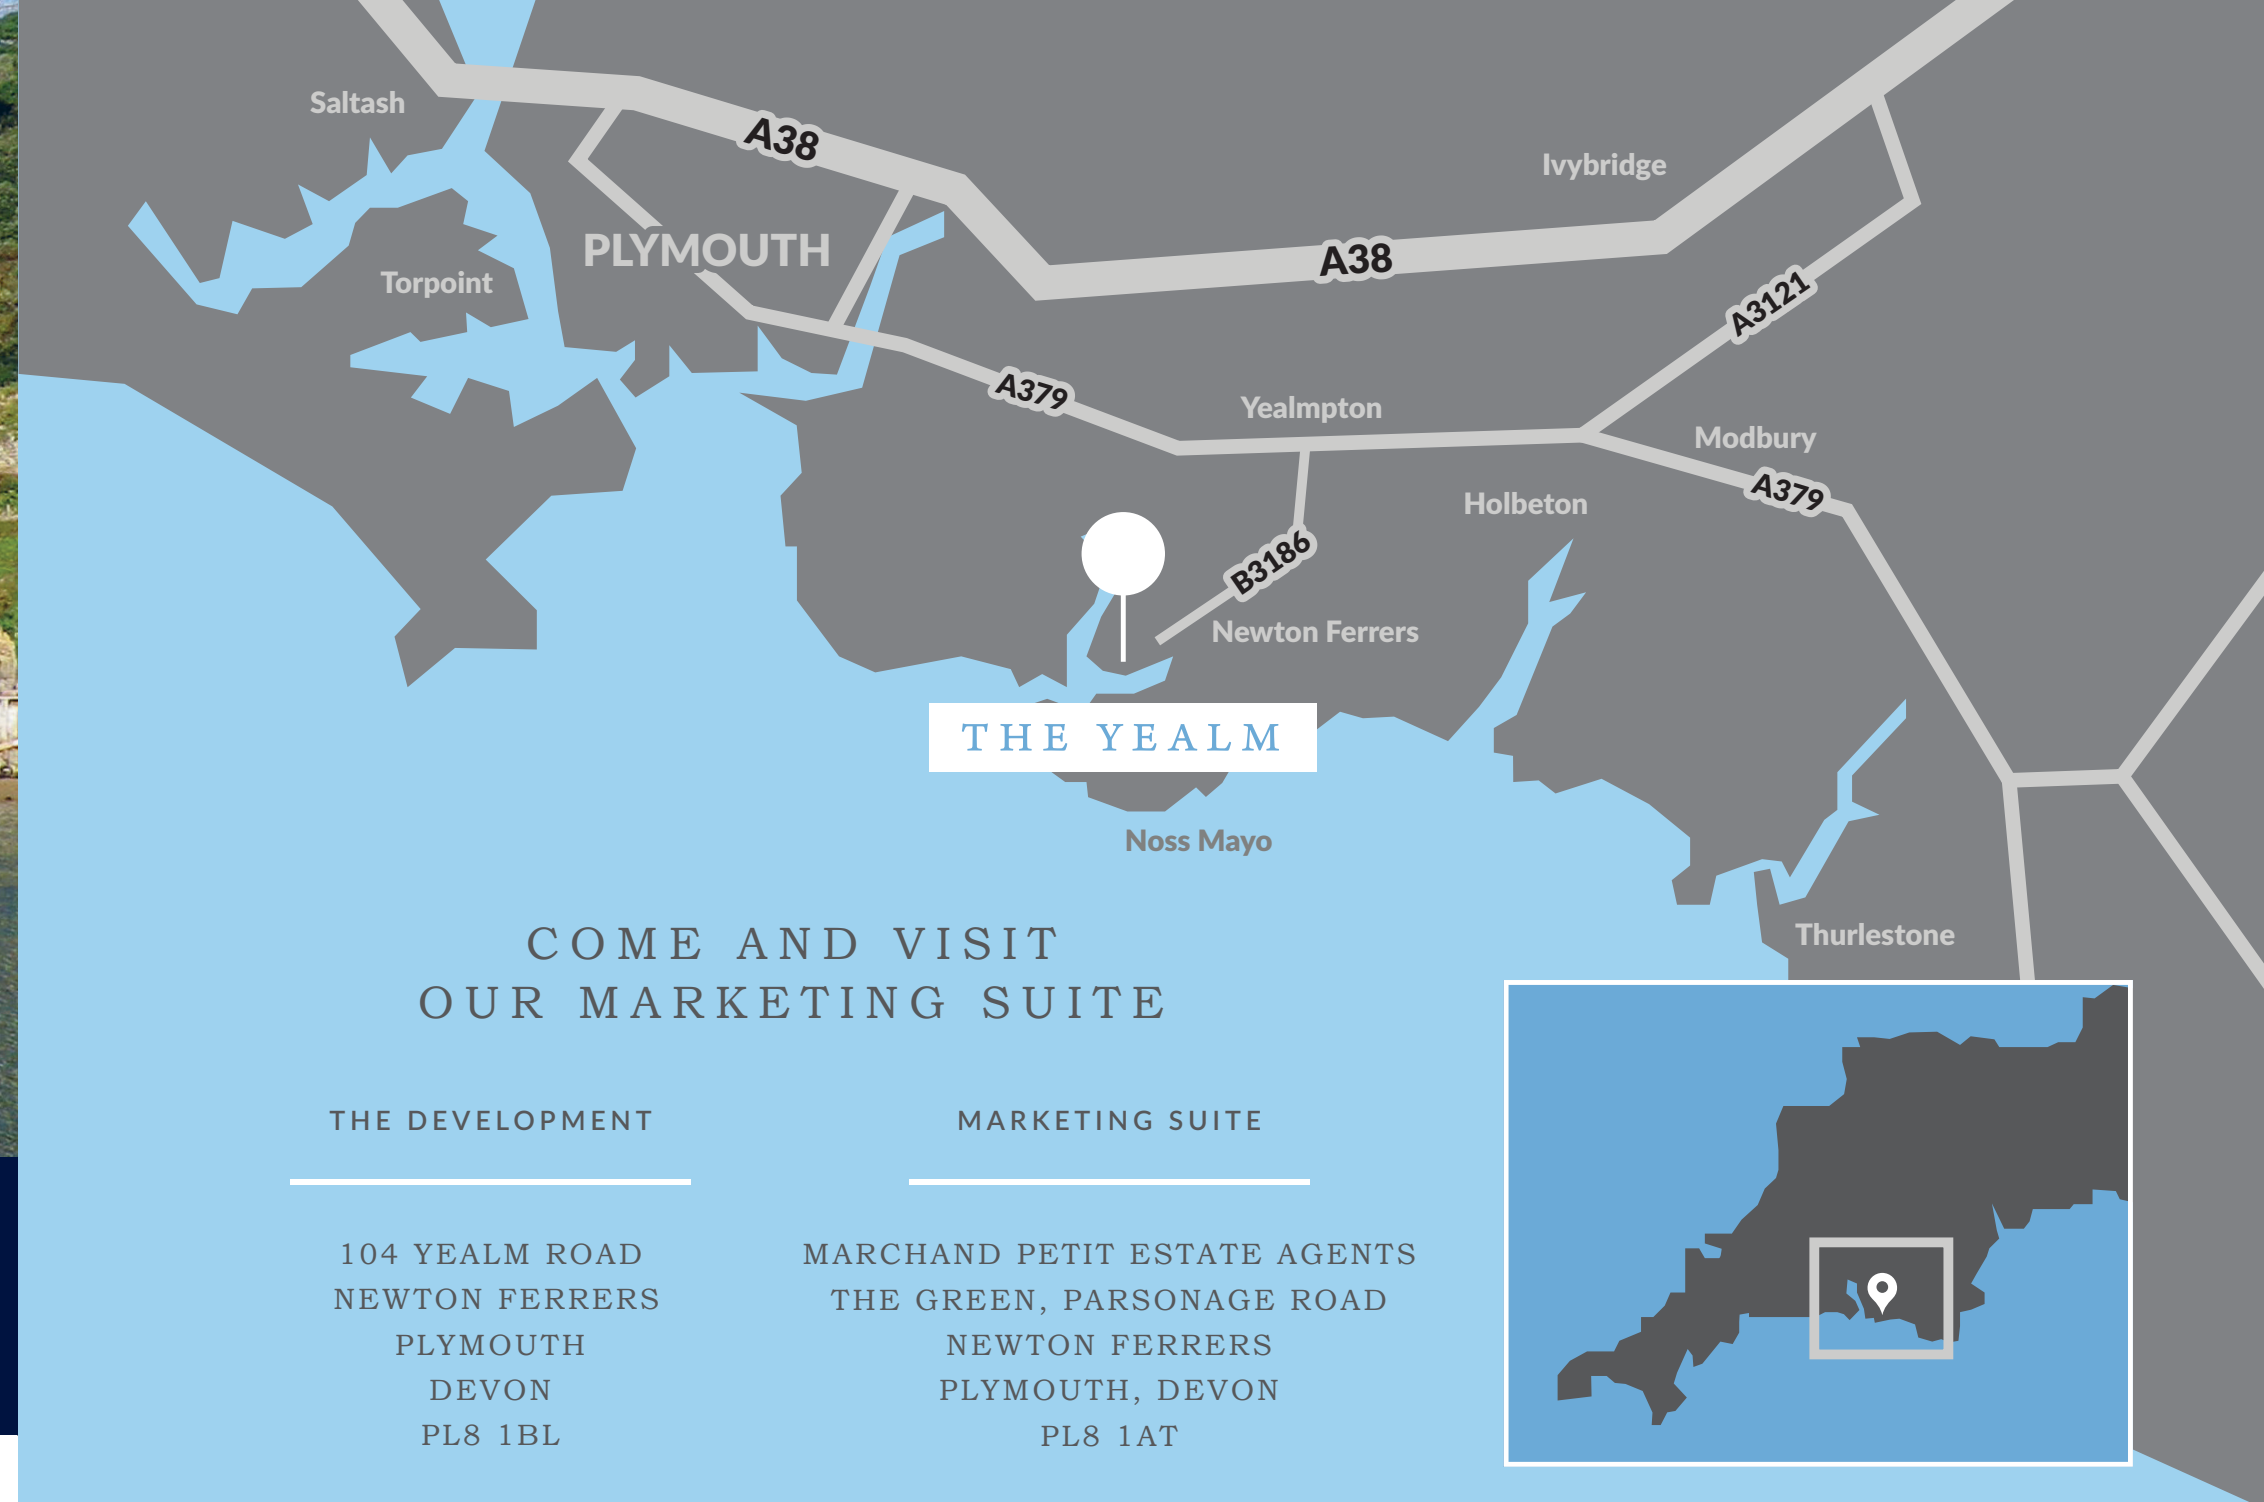 Saltash
A38
Ivybridge
PLYMOUTH
A38
Torpoint
A3121
A379
Yealmpton
Modbury
A379
Holbeton
B3186
Newton Ferrers
THE YEALM
Noss Mayo
Thurlestone
COME AND VISIT
OUR MARKETING SUITE
THE DEVELOPMENT
104 YEALM ROAD
NEWTON FERRERS
PLYMOUTH
DEVON
PL8 1BL
MARKETING SUITE
MARCHAND PETIT ESTATE AGENTS
THE GREEN, PARSONAGE ROAD
NEWTON FERRERS
PLYMOUTH, DEVON
PL8 1AT